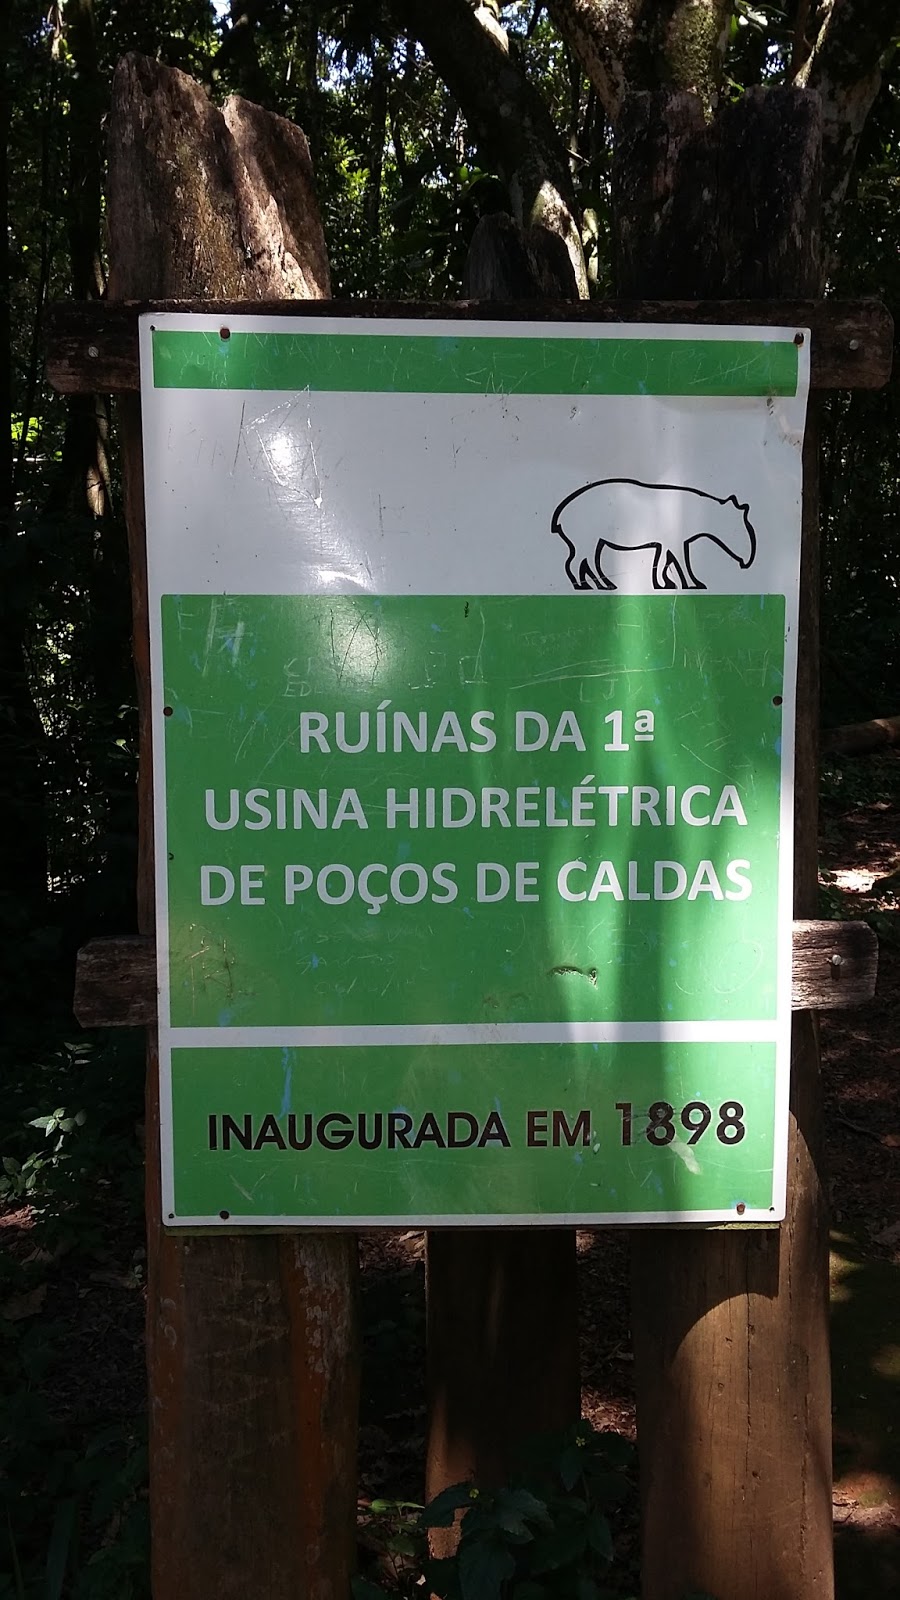 RUÍNAS DA 1ª
USINA HIDRELÉTRICA
DE POÇOS DE CALDAS
INAUGURADA EM 1898